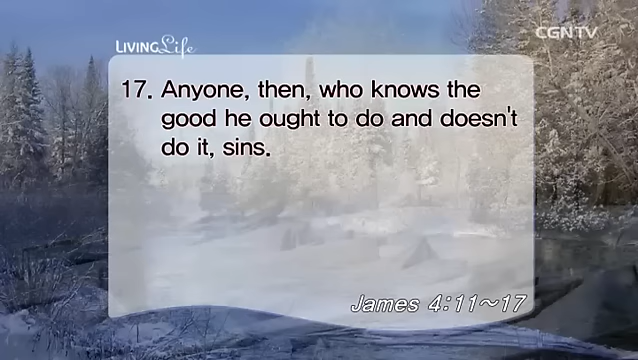 LIVING Life
CGNTV
17. Anyone, then, who knows the
good he ought to do and doesn't
do it, sins.
James 4:11~17